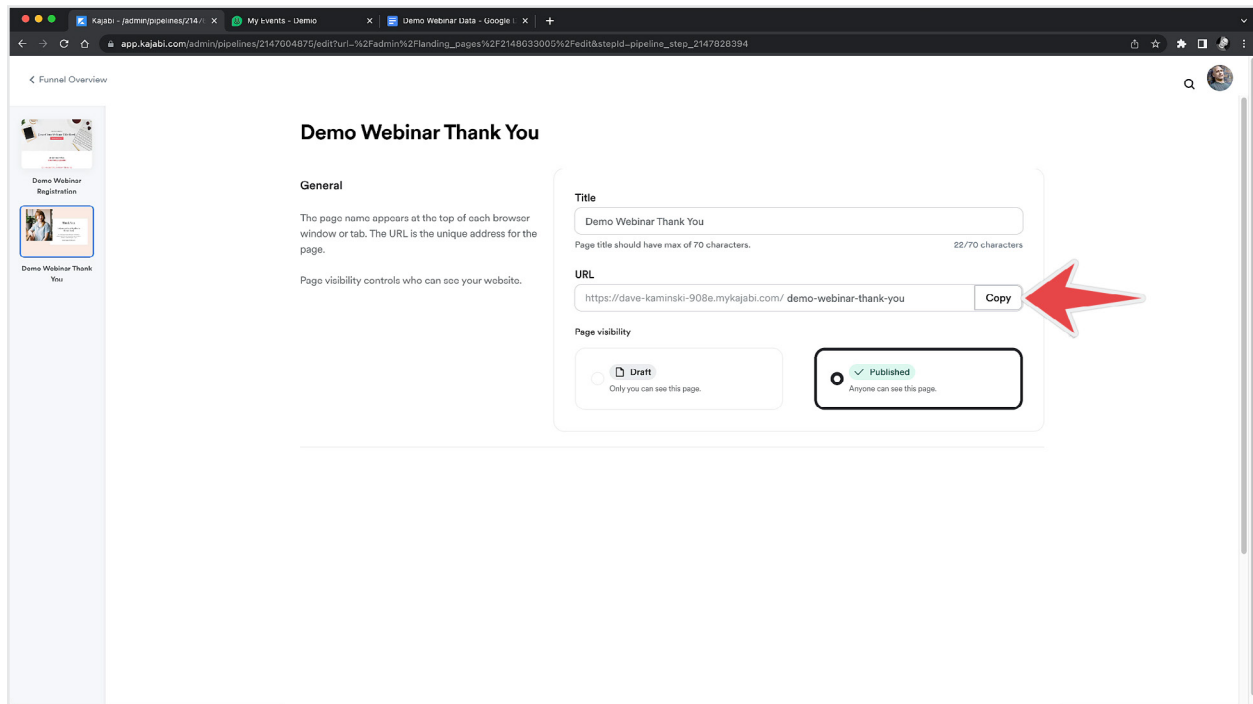 Kajabi - /admin/pipelines/2147
My Events - Demio
Demo Webinar Data - Google
app.kajabi.com/admin/pipelines/2147604875/edit?url=%2Fadmin%2Flanding_pages%2F2148633005%2Fedit&stepId=pipeline_step_2147828394
Funnel Overview
Demo Webinar
Registration
Thank You
Demo Webinar Thank
You
Demo Webinar Thank You
General
The page name appears at the top of each browser
window or tab. The URL is the unique address for the
page.
Page visibility controls who can see your website.
Title
Demo Webinar Thank You
Page title should have max of 70 characters.
22/70 characters
URL
https://dave-kaminski-908e.mykajabi.com/ demo-webinar-thank-you
Copy
Page visibility
Draft
Only you can see this page.
Published
Anyone can see this page.